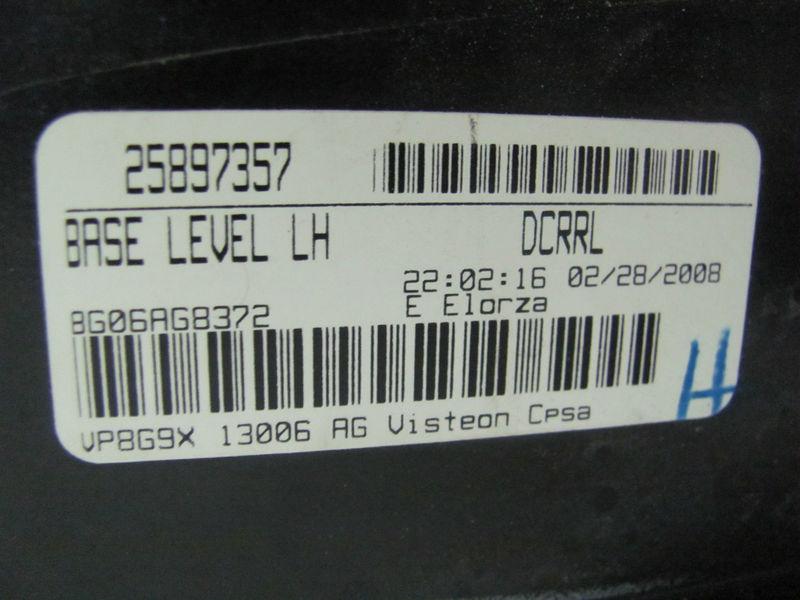 25897357
BASE LEVEL LH DCRRL
22:02:16 02/28/2008
8G06AG8372 E Elorza
VP8G9X 13006 AG Visteon Cpsa
H